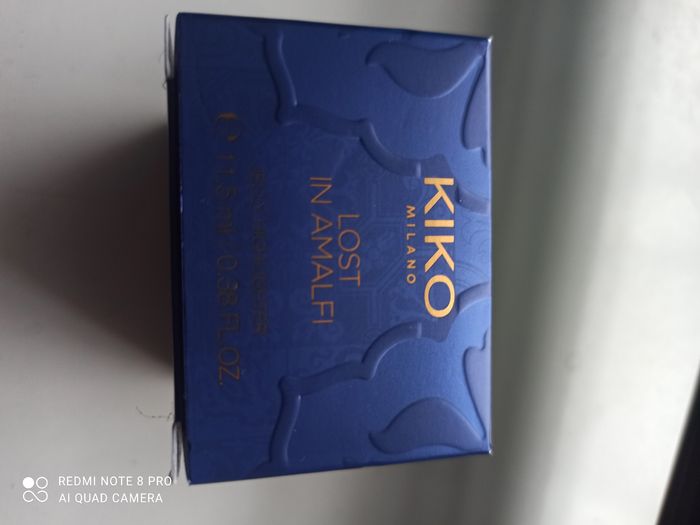 KIKO
MILANO
LOST
IN AMALFI
HIGHLIGHTER
e 11.5 ml 0.38 FL.OZ.
REDMI NOTE 8 PRO
AI QUAD CAMERA